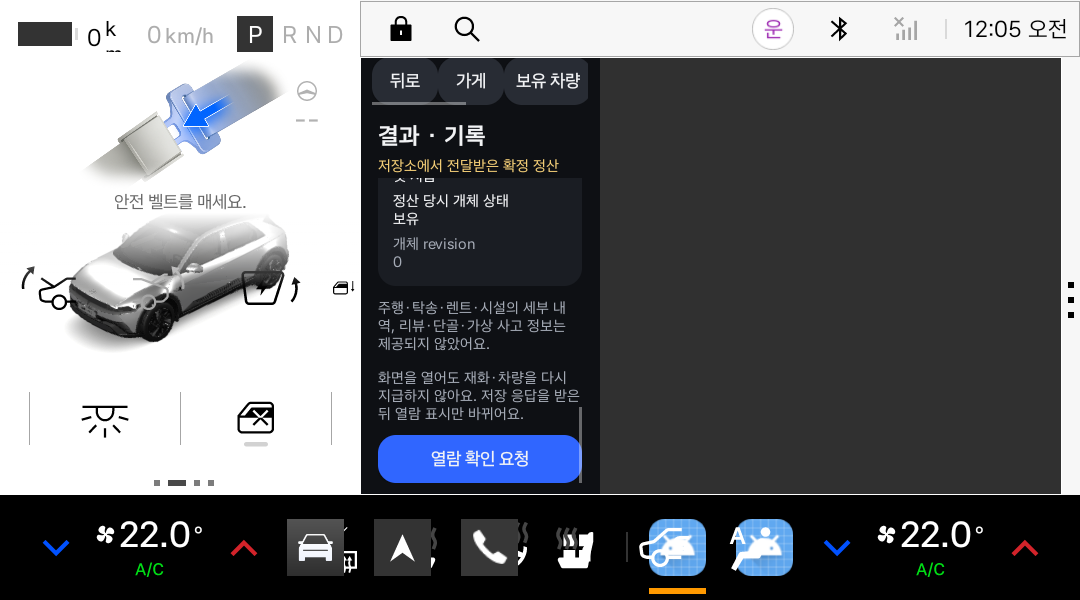 0 k
0 km/h
P R N D
운
12:05 오전
안전 벨트를 매세요.
뒤로
가게
보유 차량
결과 · 기록
저장소에서 전달받은 확정 정산
정산 당시 개체 상태
보유
개체 revision
0
주행·탁송·렌트·시설의 세부 내
역, 리뷰·단골·가상 사고 정보는
제공되지 않았어요.
화면을 열어도 재화·차량을 다시
지급하지 않아요. 저장 응답을 받은
뒤 열람 표시만 바뀌어요.
열람 확인 요청
22.0°
A/C
A
22.0°
A/C